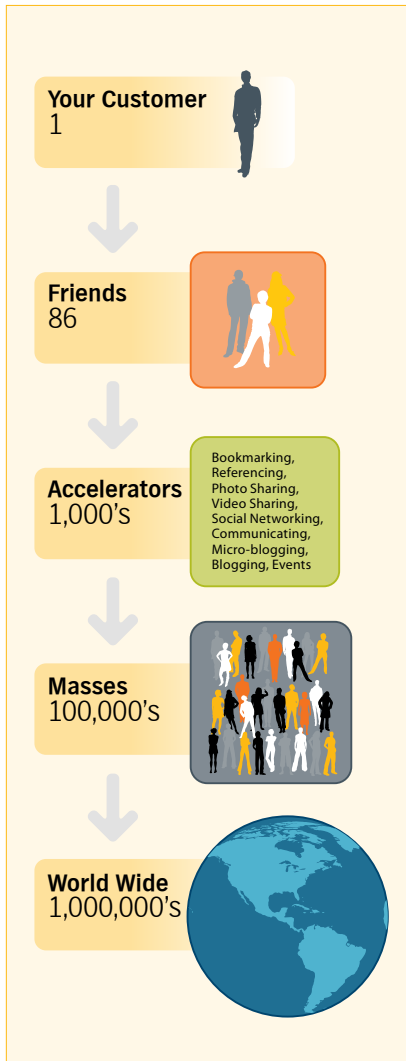 Your Customer
1
Friends
86
Accelerators
1,000's
Bookmarking,
Referencing,
Photo Sharing,
Video Sharing,
Social Networking,
Communicating,
Micro-blogging,
Blogging, Events
Masses
100,000's
World Wide
1,000,000's